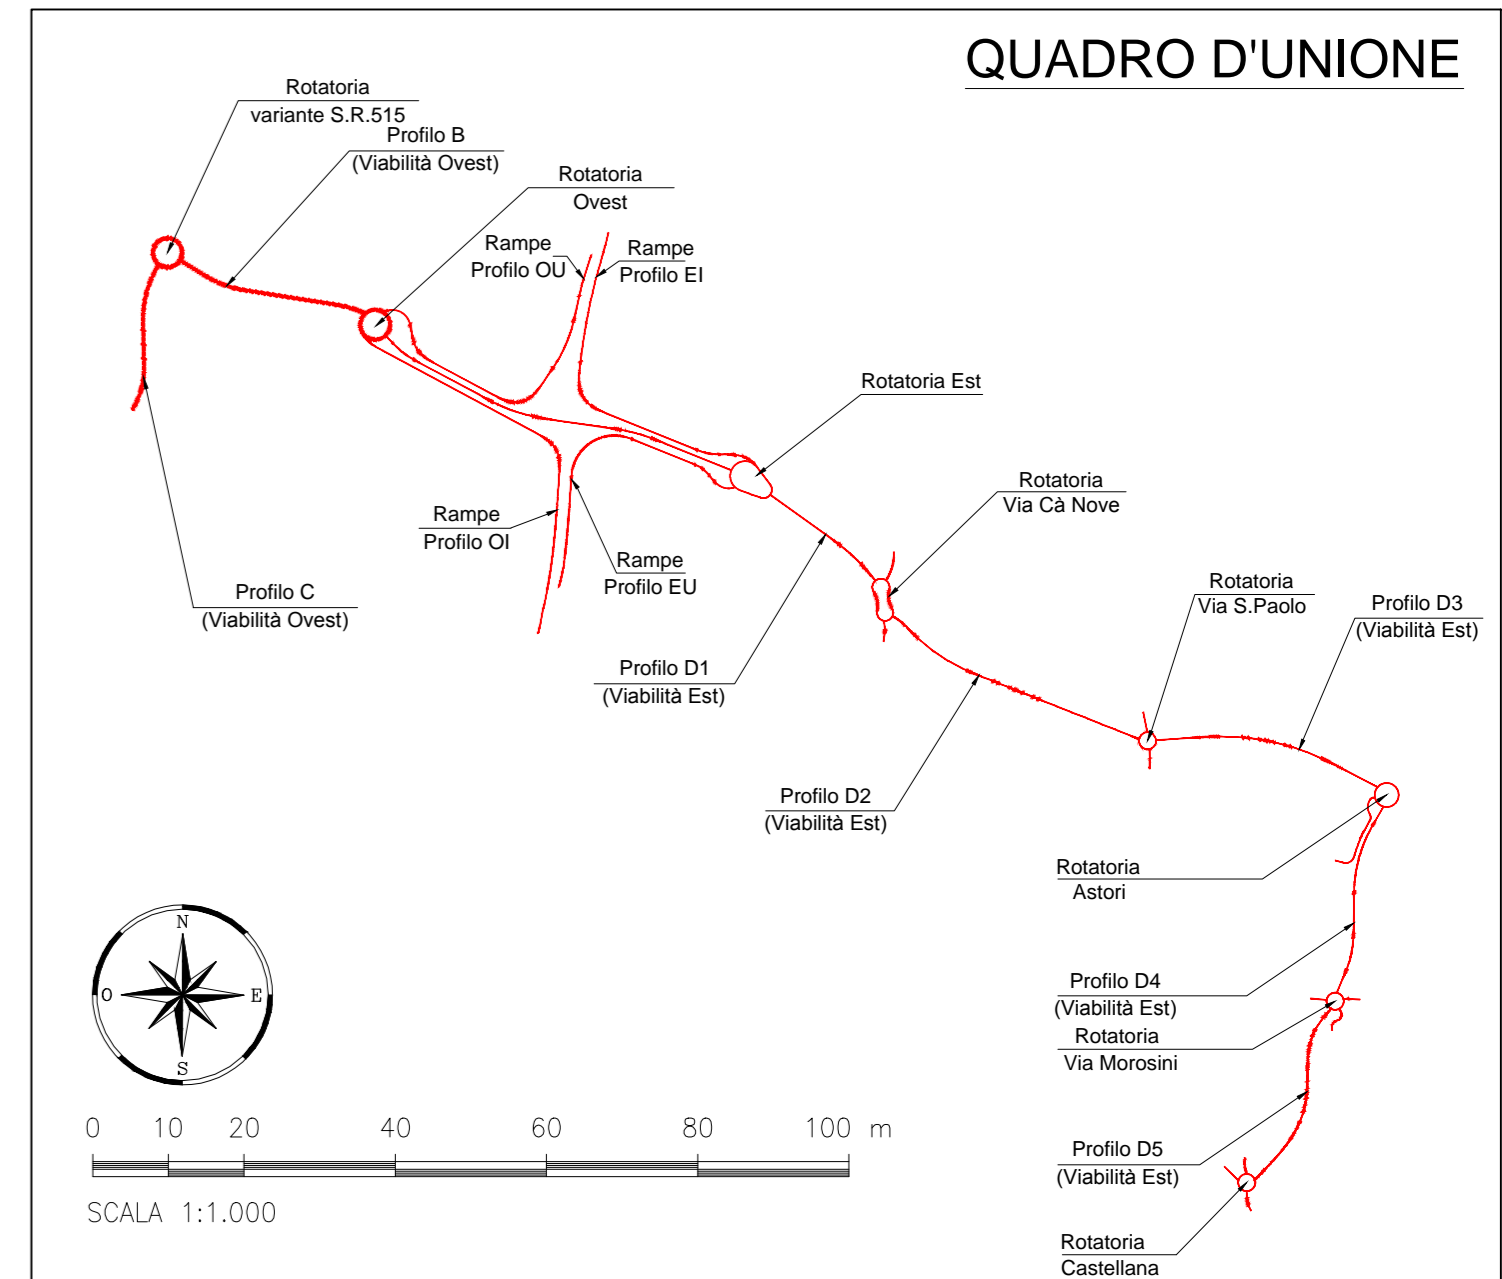 QUADRO D'UNIONE
Rotatoria
variante S.R.515
Profilo B
(Viabilità Ovest)
Rotatoria
Ovest
Rampe
Profilo OU
Rampe
Profilo EI
Rotatoria Est
Rotatoria
Via Cà Nove
Rampe
Profilo OI
Rampe
Profilo EU
Profilo C
(Viabilità Ovest)
Rotatoria
Via S.Paolo
Profilo D3
(Viabilità Est)
Profilo D1
(Viabilità Est)
Profilo D2
(Viabilità Est)
Rotatoria
Astori
Profilo D4
(Viabilità Est)
Rotatoria
Via Morosini
Profilo D5
(Viabilità Est)
Rotatoria
Castellana
N
O E
S
0 10 20 40 60 80 100 m
SCALA 1:1.000